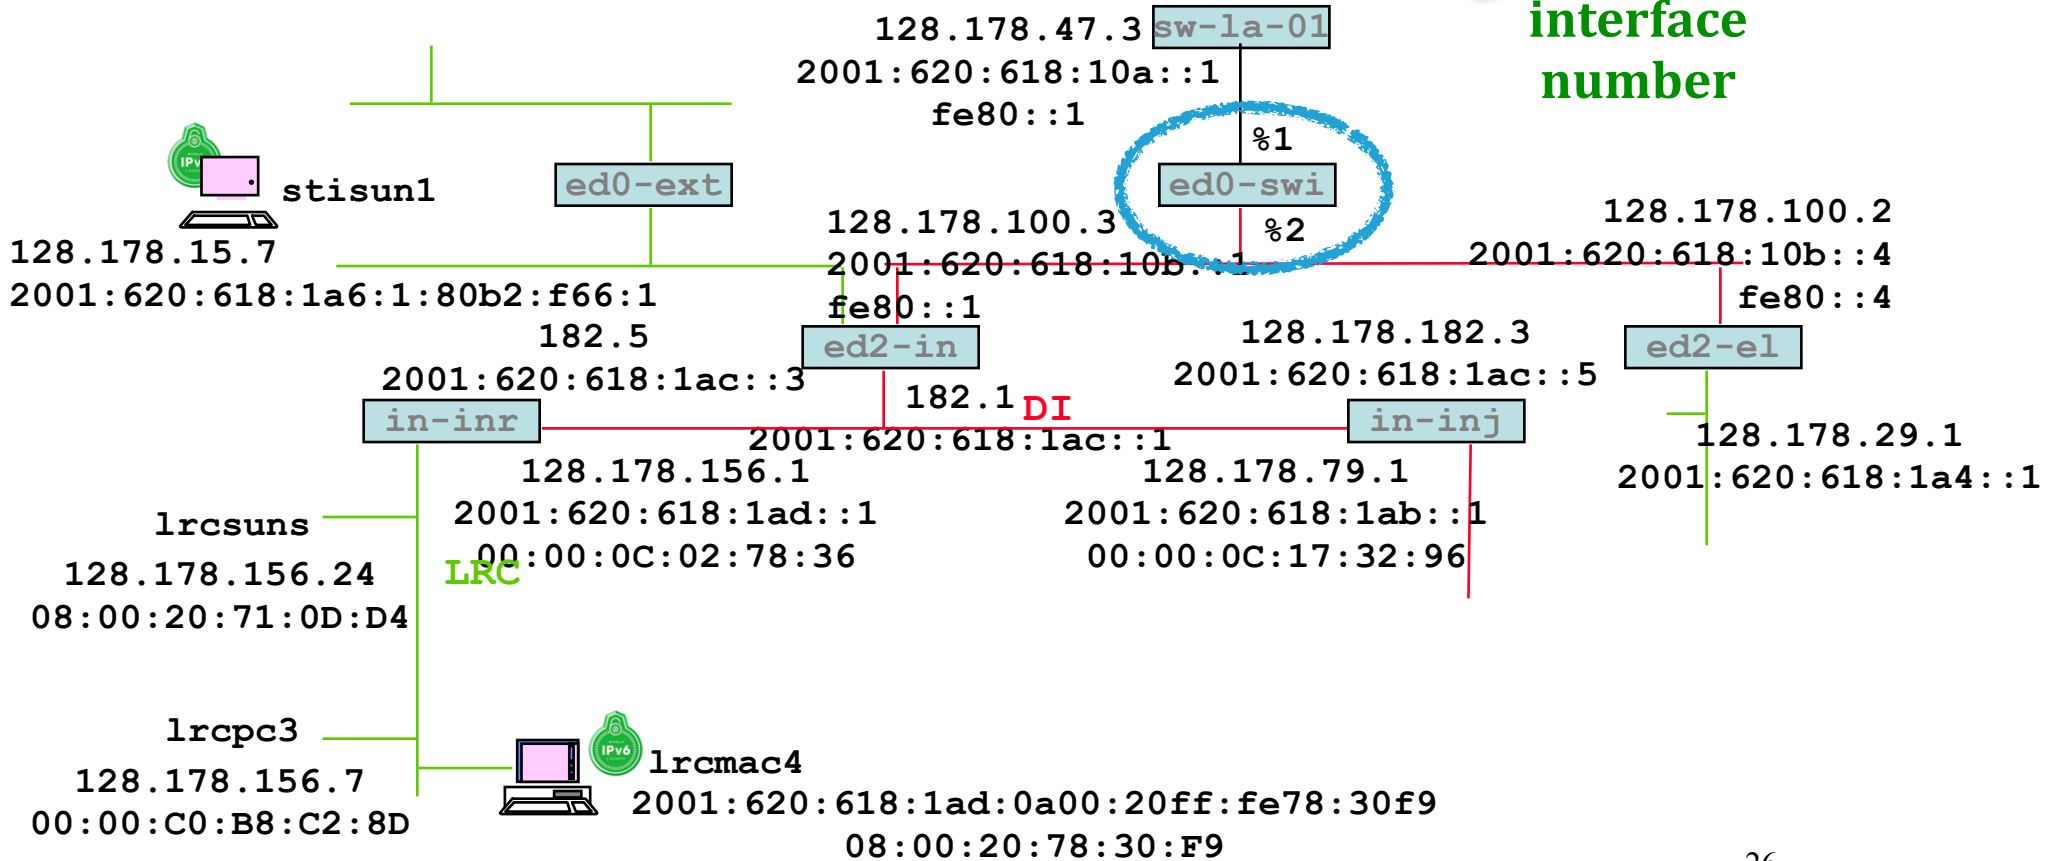 interface
number
128.178.47.3
sw-la-01
2001:620:618:10a::1
fe80::1
%1
IPv
stisun1
ed0-ext
ed0-swi
%2
128.178.100.3
2001:620:618:10b::1
fe80::1
128.178.100.2
2001:620:618:10b::4
fe80::4
128.178.15.7
2001:620:618:1a6:1:80b2:f66:1
182.5
2001:620:618:1ac::3
ed2-in
128.178.182.3
2001:620:618:1ac::5
ed2-el
in-inr
182.1
DI
2001:620:618:1ac::1
in-inj
128.178.29.1
2001:620:618:1a4::1
128.178.156.1
2001:620:618:1ad::1
00:00:0C:02:78:36
128.178.79.1
2001:620:618:1ab::1
00:00:0C:17:32:96
lrcsuns
128.178.156.24
08:00:20:71:0D:D4
LRC
lrcpc3
128.178.156.7
00:00:C0:B8:C2:8D
IPv6
lrcmac4
2001:620:618:1ad:0a00:20ff:fe78:30f9
08:00:20:78:30:F9